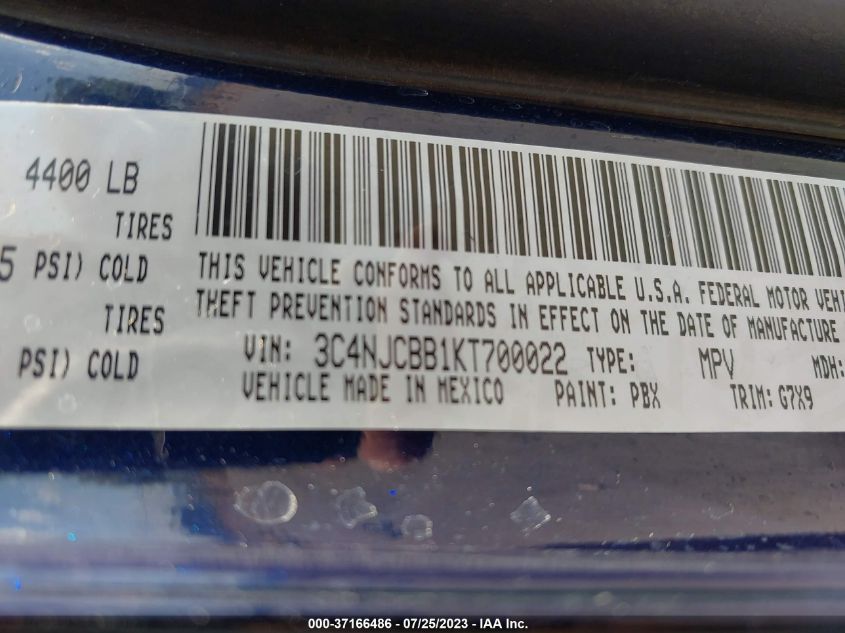 4400 LB
TIRES
5 PSI) COLD
TIRES
PSI) COLD
THIS VEHICLE CONFORMS TO ALL APPLICABLE U.S.A. FEDERAL MOTOR VEHI
THEFT PREVENTION STANDARDS IN EFFECT ON THE DATE OF MANUFACTURE
VIN: 3C4NJCBB1KT700022 TYPE: MPV MDH:
VEHICLE MADE IN MEXICO PAINT: PBX TRIM: G7X9
000-37166486 - 07/25/2023 - IAA Inc.